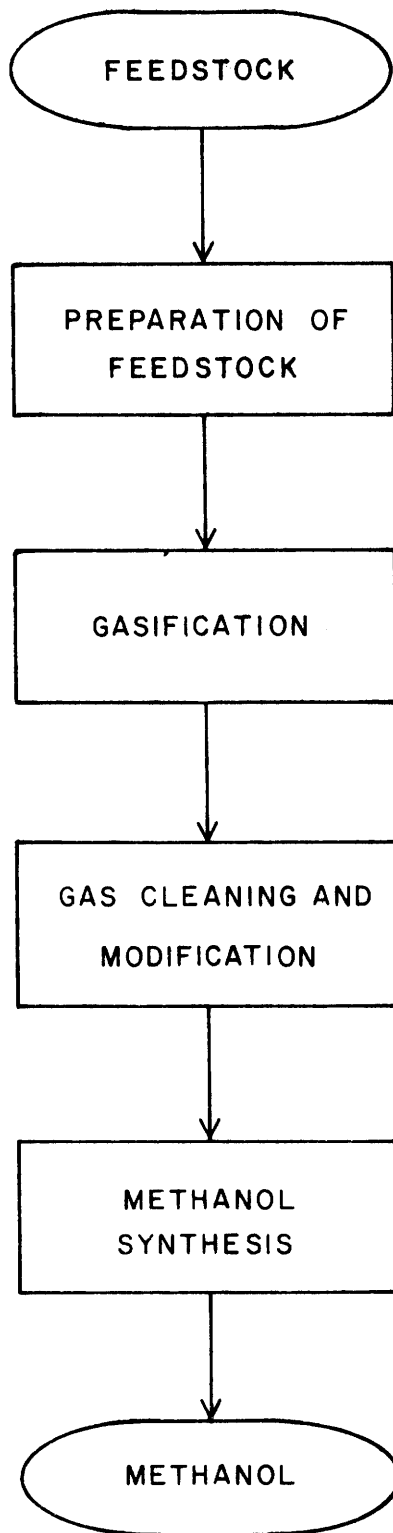 FEEDSTOCK
PREPARATION OF
FEEDSTOCK
GASIFICATION
GAS CLEANING AND
MODIFICATION
METHANOL
SYNTHESIS
METHANOL